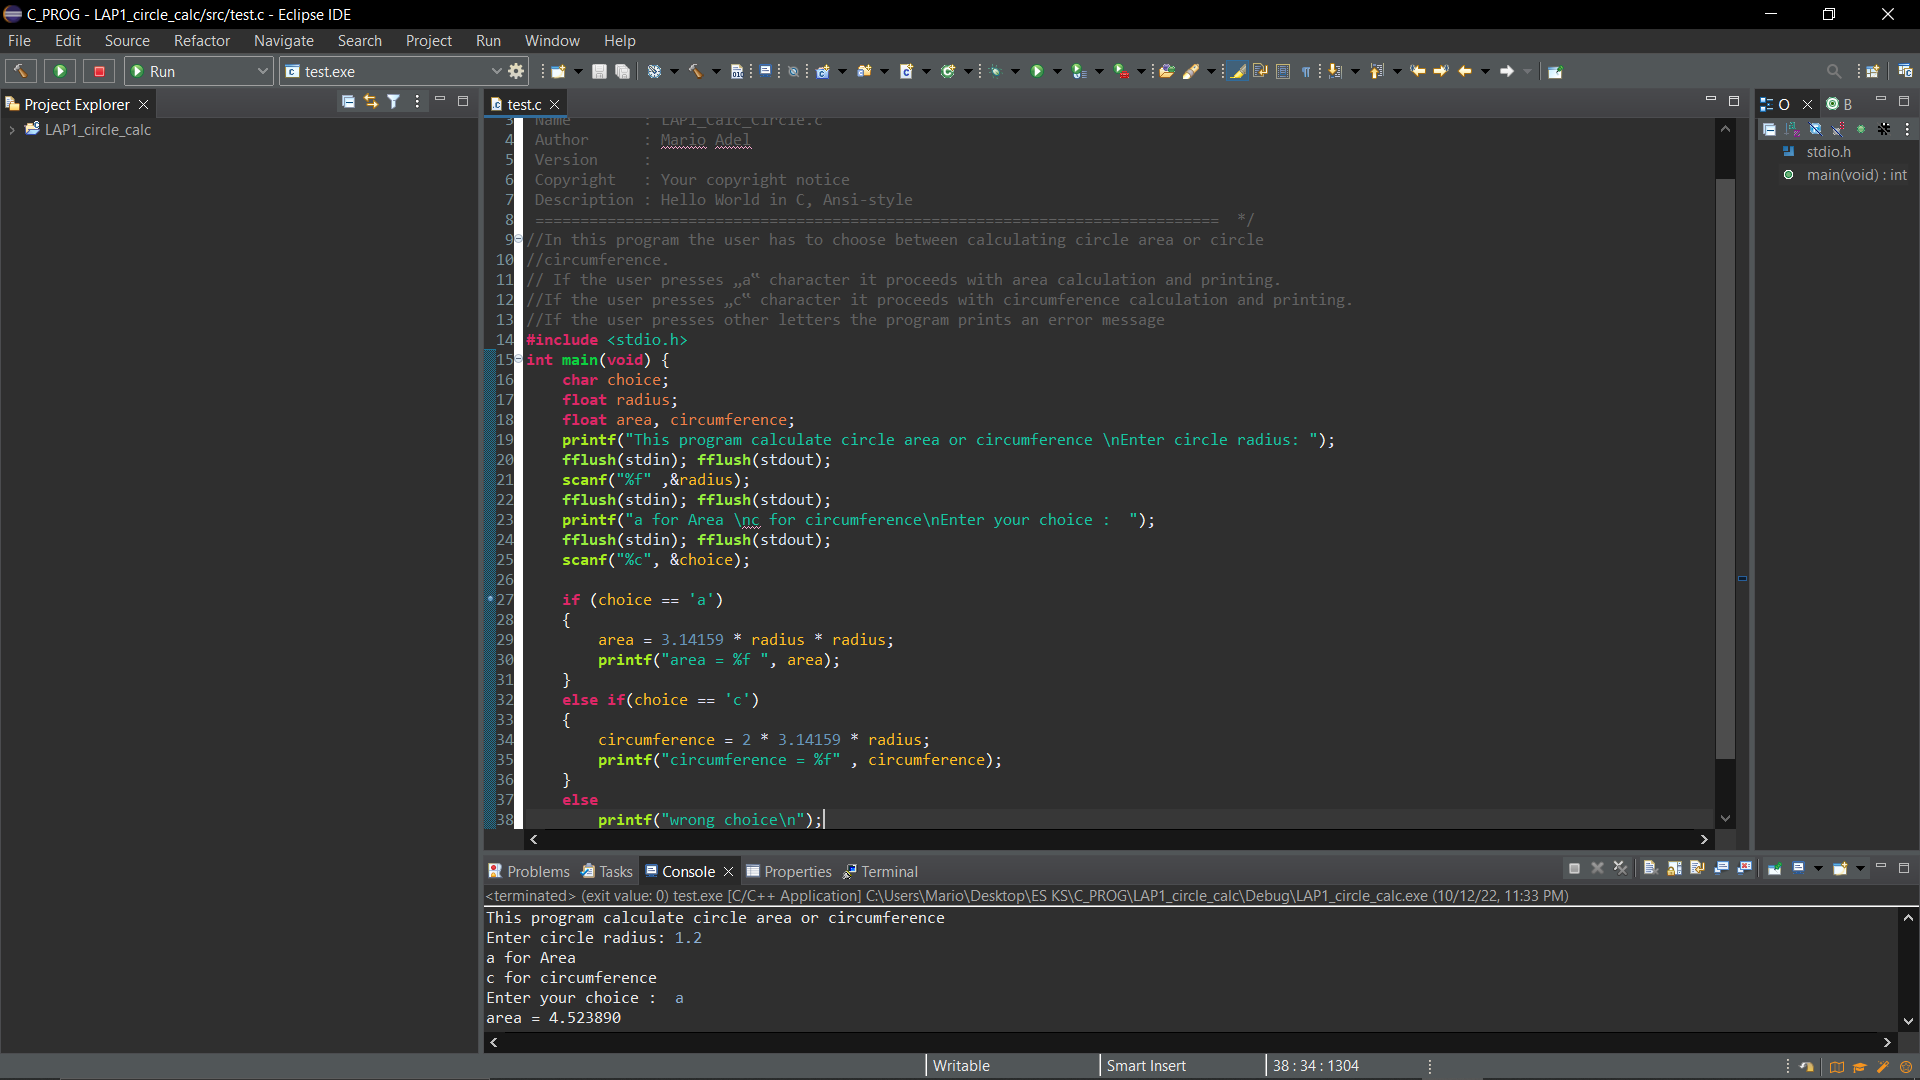 C_PROG - LAP1_circle_calc/src/test.c - Eclipse IDE
File Edit Source Refactor Navigate Search Project Run Window Help
Run test.exe
Project Explorer
LAP1_circle_calc
test.c
3 Name : LAP1_Calc_Circle.c
4 Author : Mario Adel
5 Version :
6 Copyright : Your copyright notice
7 Description : Hello World in C, Ansi-style
8 ============================================================================ */
9 //In this program the user has to choose between calculating circle area or circle
10 //circumference.
11 // If the user presses „a‟ character it proceeds with area calculation and printing.
12 //If the user presses „c‟ character it proceeds with circumference calculation and printing.
13 //If the user presses other letters the program prints an error message
14 #include <stdio.h>
15 int main(void) {
16 char choice;
17 float radius;
18 float area, circumference;
19 printf("This program calculate circle area or circumference \nEnter circle radius: ");
20 fflush(stdin); fflush(stdout);
21 scanf("%f" ,&radius);
22 fflush(stdin); fflush(stdout);
23 printf("a for Area \nc for circumference\nEnter your choice :  ");
24 fflush(stdin); fflush(stdout);
25 scanf("%c", &choice);
26
27 if (choice == 'a')
28 {
29 area = 3.14159 * radius * radius;
30 printf("area = %f ", area);
31 }
32 else if(choice == 'c')
33 {
34 circumference = 2 * 3.14159 * radius;
35 printf("circumference = %f" , circumference);
36 }
37 else
38 printf("wrong choice\n");
O B
stdio.h
main(void) : int
Problems Tasks Console Properties Terminal
<terminated> (exit value: 0) test.exe [C/C++ Application] C:\Users\Mario\Desktop\ES KS\C_PROG\LAP1_circle_calc\Debug\LAP1_circle_calc.exe (10/12/22, 11:33 PM)
This program calculate circle area or circumference
Enter circle radius: 1.2
a for Area
c for circumference
Enter your choice :  a
area = 4.523890
Writable Smart Insert 38 : 34 : 1304